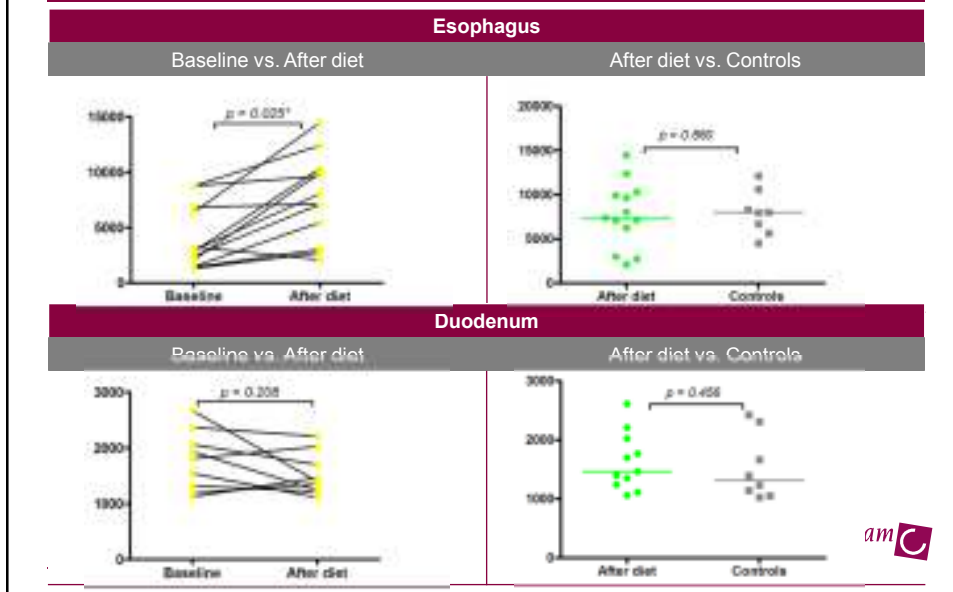 Esophagus
Baseline vs. After diet
After diet vs. Controls
15000
p = 0.025*
10000
5000
0
Baseline After diet
20000
p = 0.860
15000
10000
5000
0
After diet Controls
Duodenum
Baseline vs. After diet
After diet vs. Controls
3000
p = 0.208
2000
1000
0
Baseline After diet
3000
p = 0.456
2000
1000
0
After diet Controls
am